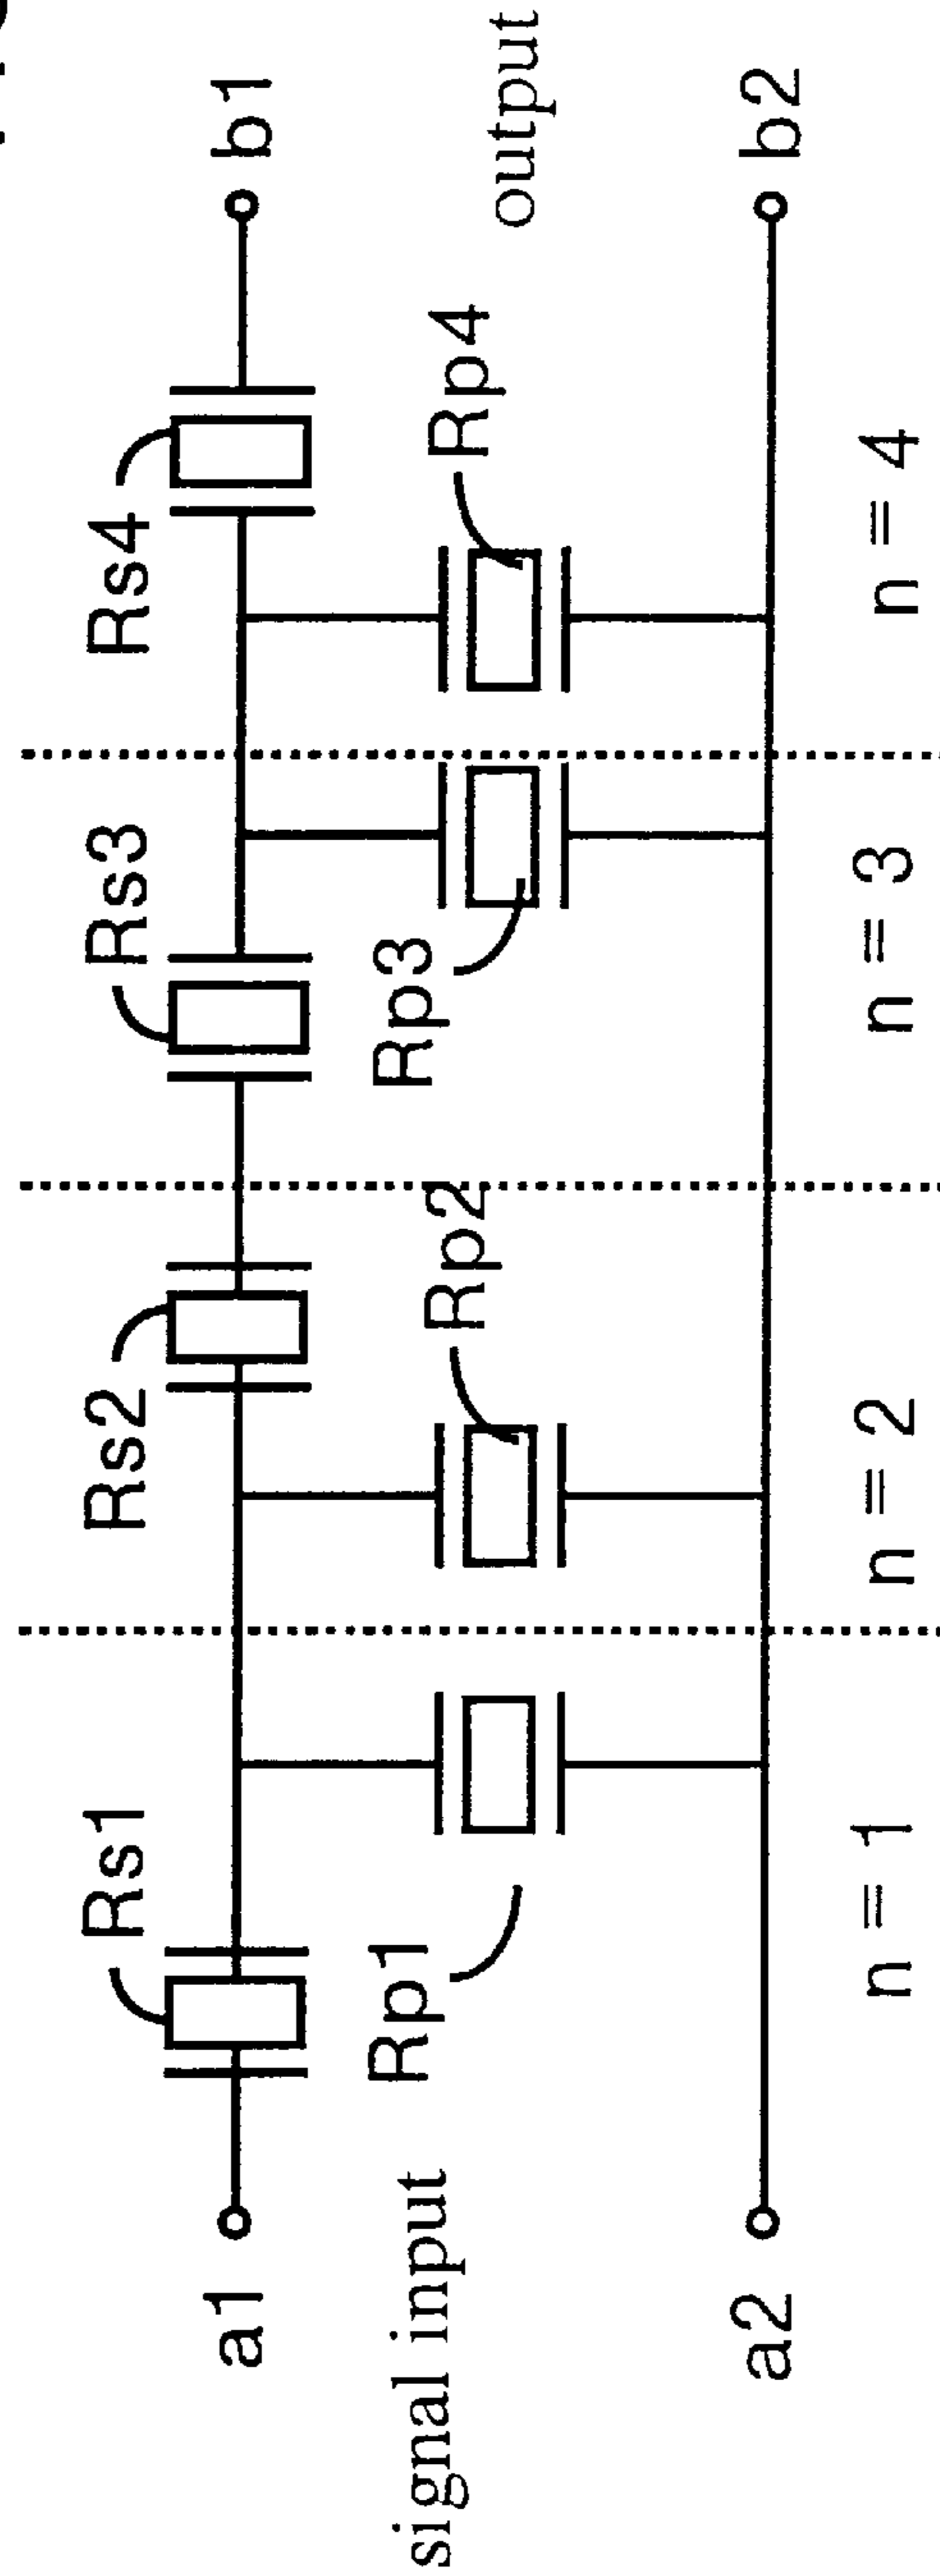 Rs1
Rs2
Rs3
Rs4
a1
b1
signal input
Rp1
Rp2
Rp3
Rp4
output
a2
b2
n = 1
n = 2
n = 3
n = 4